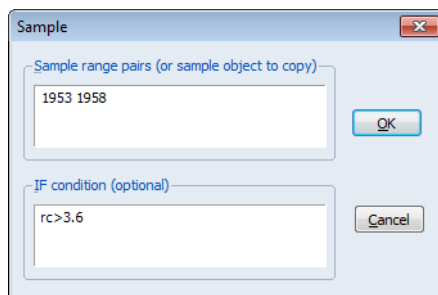 Sample
Sample range pairs (or sample object to copy)
1953 1958
OK
IF condition (optional)
rc>3.6
Cancel